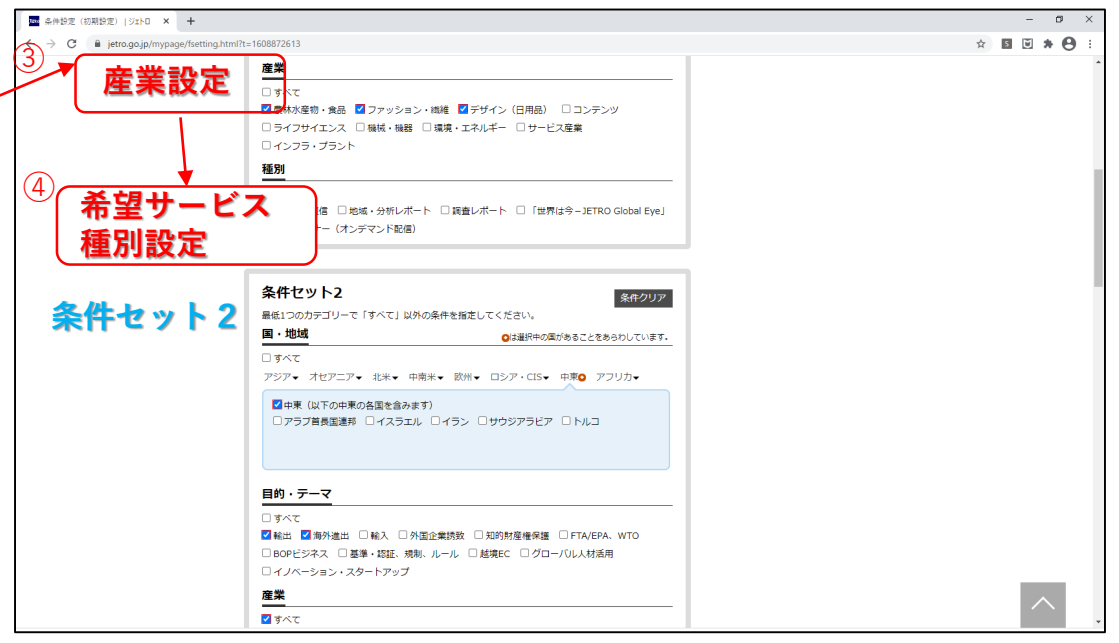 条件設定（初期設定） | ジェトロ
jetro.go.jp/mypage/fsetting.html?t=1608872613
③
産業設定
産業
すべて
農林水産物・食品 ファッション・繊維 デザイン（日用品） コンテンツ
ライフサイエンス 機械・機器 環境・エネルギー サービス産業
インフラ・プラント
種別
④
希望サービス
種別設定
信 地域・分析レポート 調査レポート 「世界は今－JETRO Global Eye」
ー（オンデマンド配信）
条件セット２
条件セット2
条件クリア
最低1つのカテゴリーで「すべて」以外の条件を指定してください。
国・地域
は選択中の国があることをあらわしています。
すべて
アジア オセアニア 北米 中南米 欧州 ロシア・CIS 中東 アフリカ
中東（以下の中東の各国を含みます）
アラブ首長国連邦 イスラエル イラン サウジアラビア トルコ
目的・テーマ
すべて
輸出 海外進出 輸入 外国企業誘致 知的財産権保護 FTA/EPA、WTO
BOPビジネス 基準・認証、規制、ルール 越境EC グローバル人材活用
イノベーション・スタートアップ
産業
すべて